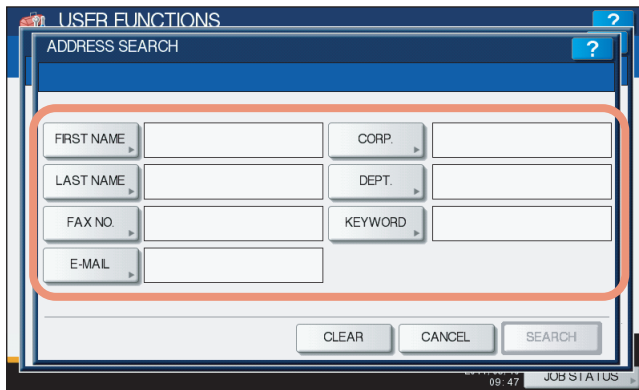 USER FUNCTIONS ?
ADDRESS SEARCH ?
FIRST NAME CORP.
LAST NAME DEPT.
FAX NO. KEYWORD
E-MAIL
CLEAR CANCEL SEARCH
09:47 JOB STATUS